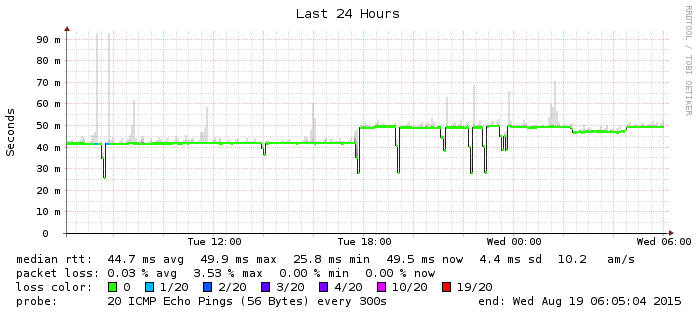 Last 24 Hours
RRDTOOL / TOBI OETIKER
Seconds
90 m
80 m
70 m
60 m
50 m
40 m
30 m
20 m
10 m
0
Tue 12:00 Tue 18:00 Wed 00:00 Wed 06:00
median rtt: 44.7 ms avg 49.9 ms max 25.8 ms min 49.5 ms now 4.4 ms sd 10.2 am/s
packet loss: 0.03 % avg 3.53 % max 0.00 % min 0.00 % now
loss color: 0 1/20 2/20 3/20 4/20 10/20 19/20
probe: 20 ICMP Echo Pings (56 Bytes) every 300s end: Wed Aug 19 06:05:04 2015